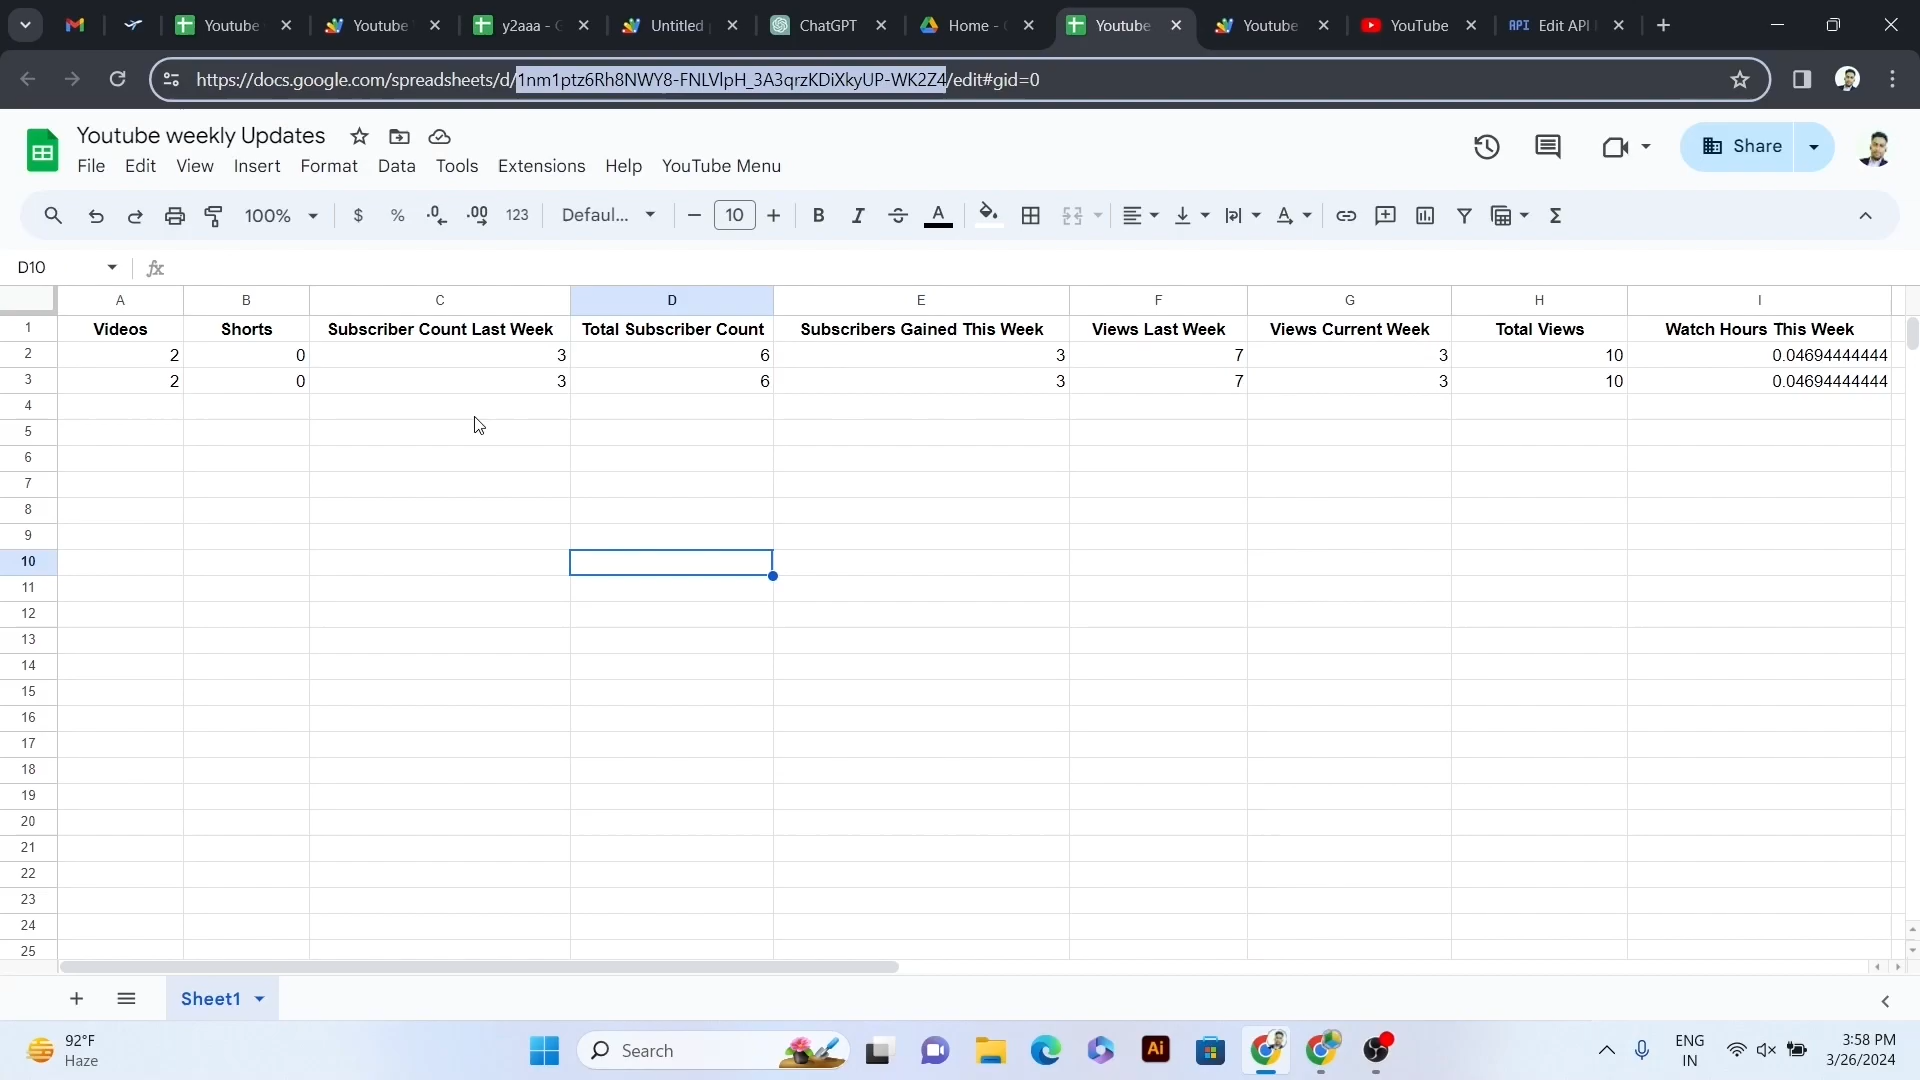 Youtube
Youtube
y2aaa - G
Untitled
ChatGPT
Home -
Youtube
Youtube
YouTube
API Edit API
https://docs.google.com/spreadsheets/d/1nm1ptz6Rh8NWY8-FNLVlpH_3A3qrzKDiXkyUP-WK2Z4/edit#gid=0
Youtube weekly Updates
File Edit View Insert Format Data Tools Extensions Help YouTube Menu
Share
100% $ % .0 .00 123 Defaul... 10 B I S A
D10 fx
A B C D E F G H I
1 Videos Shorts Subscriber Count Last Week Total Subscriber Count Subscribers Gained This Week Views Last Week Views Current Week Total Views Watch Hours This Week
2 2 0 3 6 3 7 3 10 0.04694444444
3 2 0 3 6 3 7 3 10 0.04694444444
4
5
6
7
8
9
10
11
12
13
14
15
16
17
18
19
20
21
22
23
24
25
Sheet1
92°F
Haze
Search
Ai
ENG
IN
3:58 PM
3/26/2024